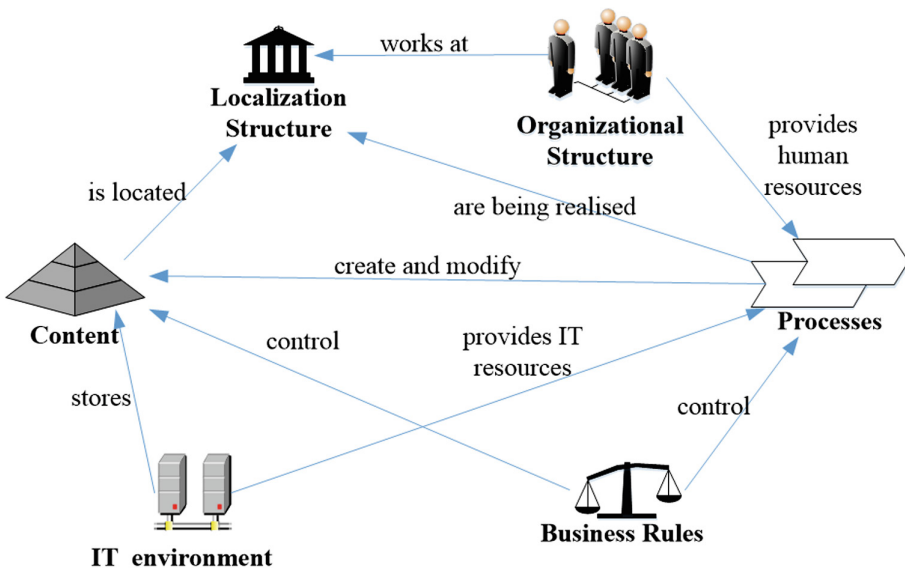 works at
Localization
Structure
Organizational
Structure
provides
human
resources
is located
are being realised
create and modify
Content
Processes
control
provides IT
resources
stores
control
IT environment
Business Rules